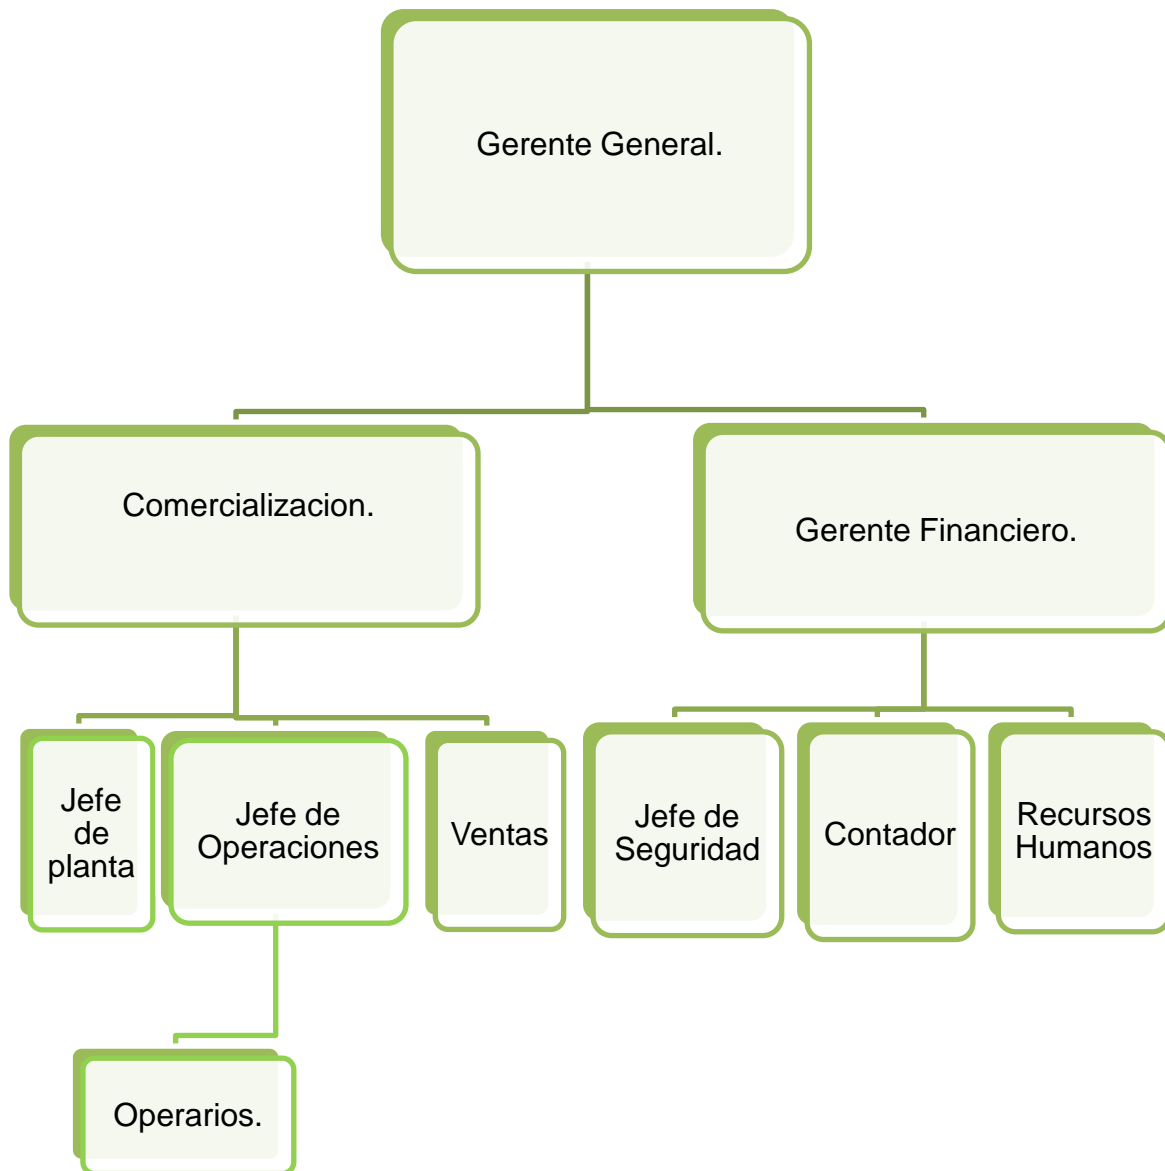 Gerente General.
Comercializacion.
Gerente Financiero.
Jefe
de
planta
Jefe de
Operaciones
Ventas
Jefe de
Seguridad
Contador
Recursos
Humanos
Operarios.